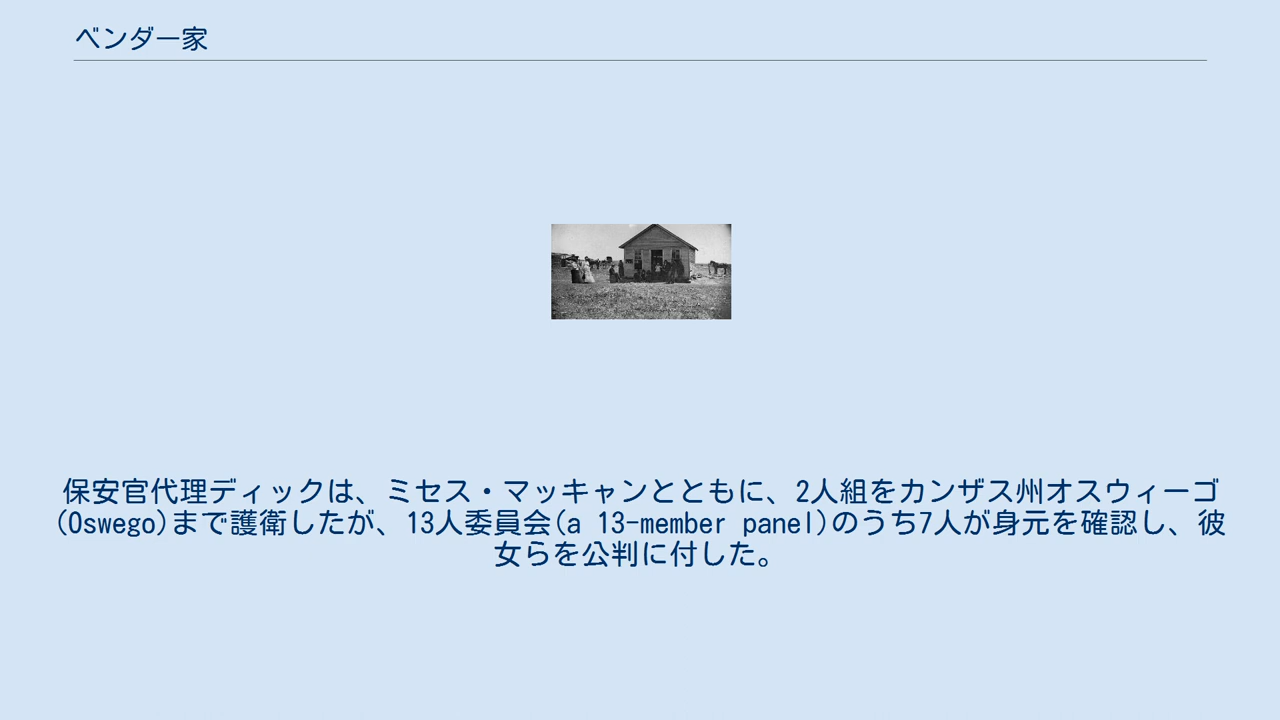 ベンダー家
保安官代理ディックは、ミセス・マッキャンとともに、2人組をカンザス州オスウィーゴ
(Oswego)まで護衛したが、13人委員会(a 13-member panel)のうち7人が身元を確認し、彼
女らを公判に付した。